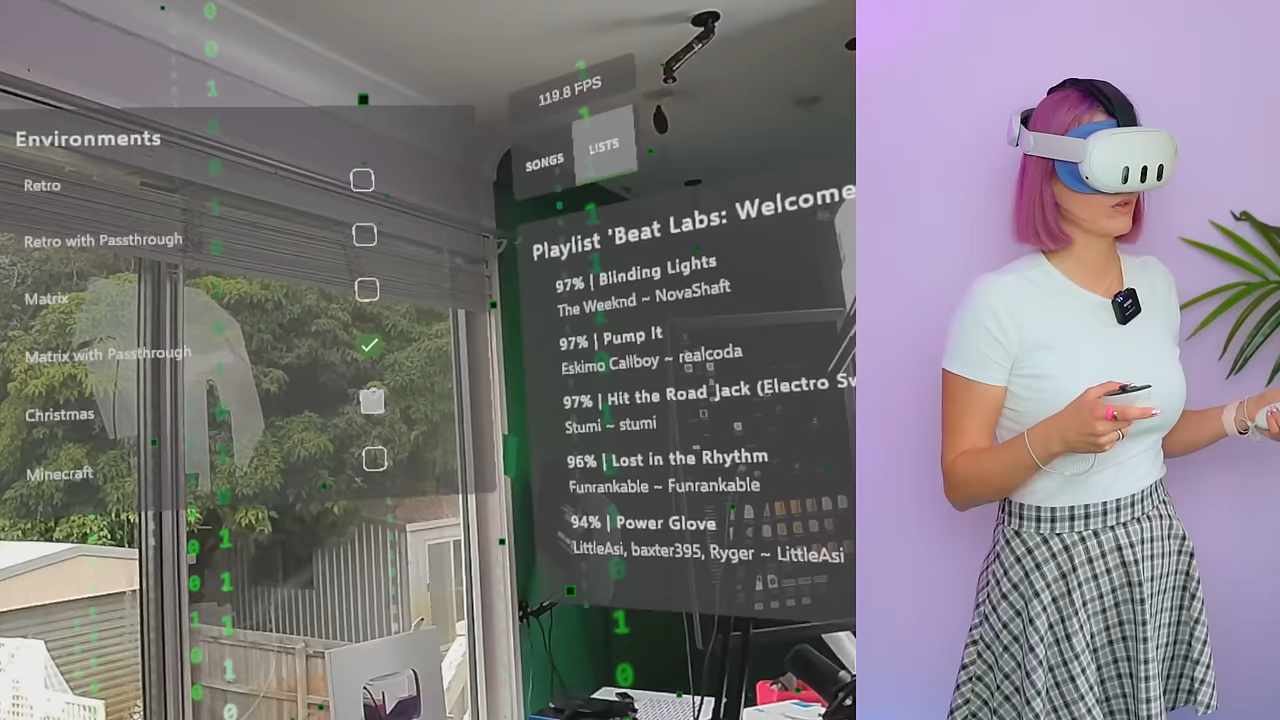 119.8 FPS
SONGS
LISTS
Environments
Retro
Retro with Passthrough
Matrix
Matrix with Passthrough
Christmas
Minecraft
Playlist 'Beat Labs: Welcome
97% | Blinding Lights
The Weeknd ~ NovaShaft
97% | Pump It
Eskimo Callboy ~ realcoda
97% | Hit the Road Jack (Electro Sw
Stumi ~ stumi
96% | Lost in the Rhythm
Funrankable ~ Funrankable
94% | Power Glove
LittleAsi, baxter395, Ryger ~ LittleAsi